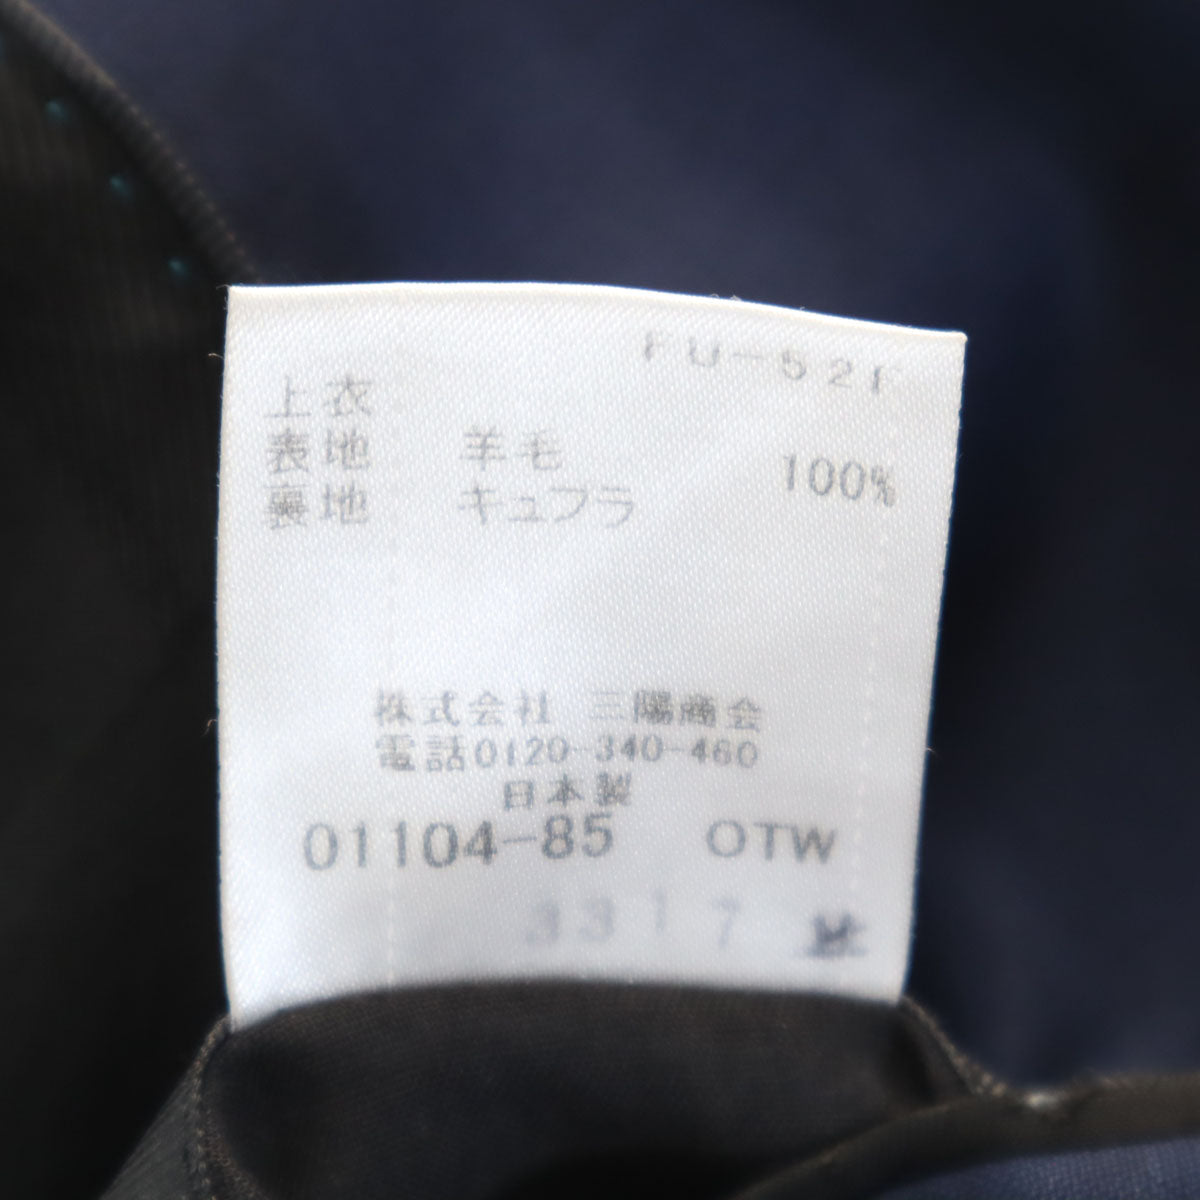 FU-52F
上衣
表地 羊毛 100%
裏地 キュプラ
株式会社 三陽商会
電話0120-340-460
日本製
01104-85 OTW
3317